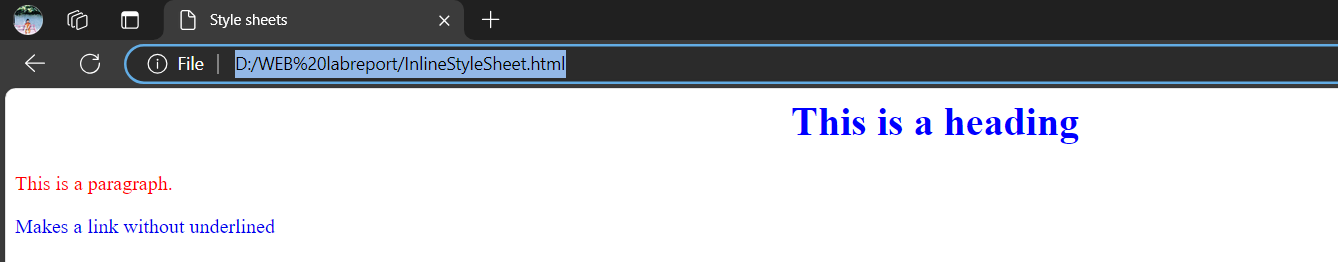 Style sheets
File
D:/WEB%20labreport/InlineStyleSheet.html
This is a heading
This is a paragraph.
Makes a link without underlined